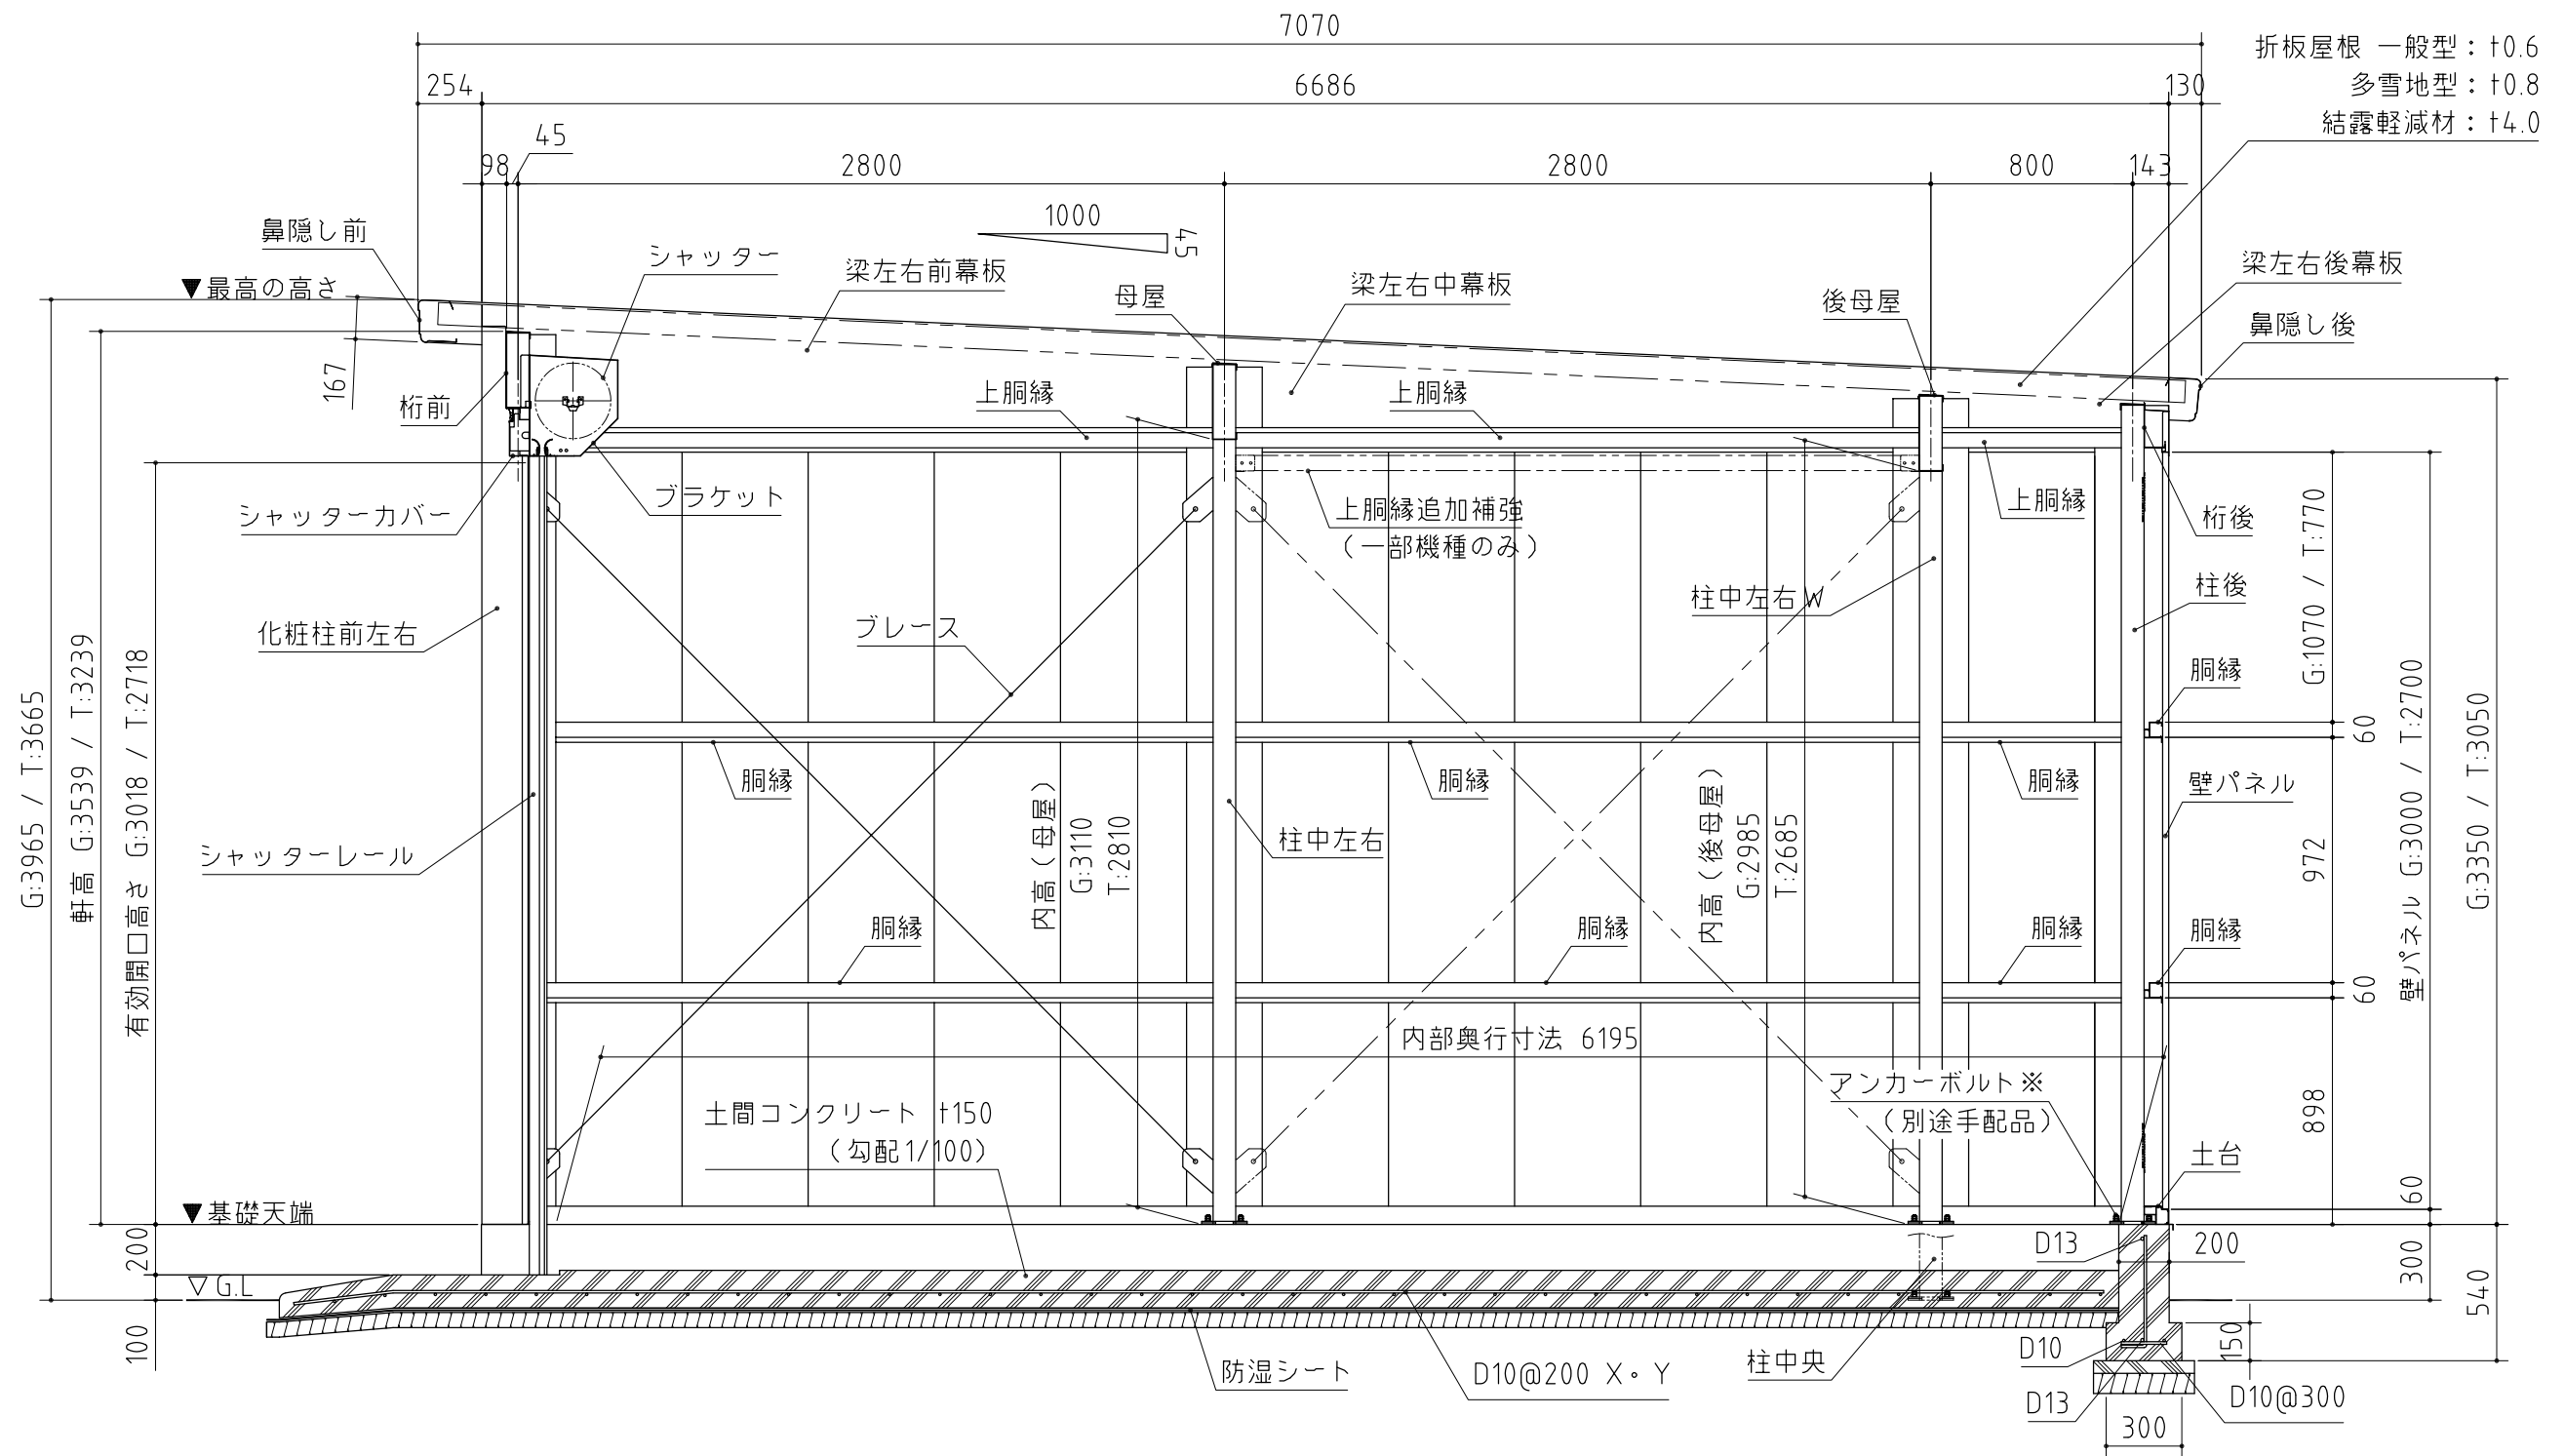 7070
折板屋根 一般型：t0.6
多雪地型：t0.8
結露軽減材：t4.0
254
6686
130
45
98
2800
2800
800
143
1000
45
鼻隠し前
シャッター
梁左右前幕板
母屋
梁左右中幕板
後母屋
梁左右後幕板
鼻隠し後
▼最高の高さ
167
桁前
上胴縁
上胴縁
シャッターカバー
ブラケット
上胴縁追加補強
（一部機種のみ）
上胴縁
桁後
G:1070 / T:770
柱後
柱中左右W
化粧柱前左右
ブレース
胴縁
60
G:3965 / T:3665
軒高 G:3539 / T:3239
有効開口高さ G:3018 / T:2718
壁パネル G:3000 / T:2700
G:3350 / T:3050
胴縁
胴縁
胴縁
壁パネル
内高（母屋）
G:3110
T:2810
内高（後母屋）
G:2985
T:2685
シャッターレール
柱中左右
972
胴縁
胴縁
胴縁
胴縁
60
内部奥行寸法 6195
アンカーボルト※
（別途手配品）
土間コンクリート t150
（勾配1/100）
898
土台
60
▼基礎天端
200
▽G.L
100
D13
200
300
540
150
D10
防湿シート
D10@200 X・Y
柱中央
D13
D10@300
300